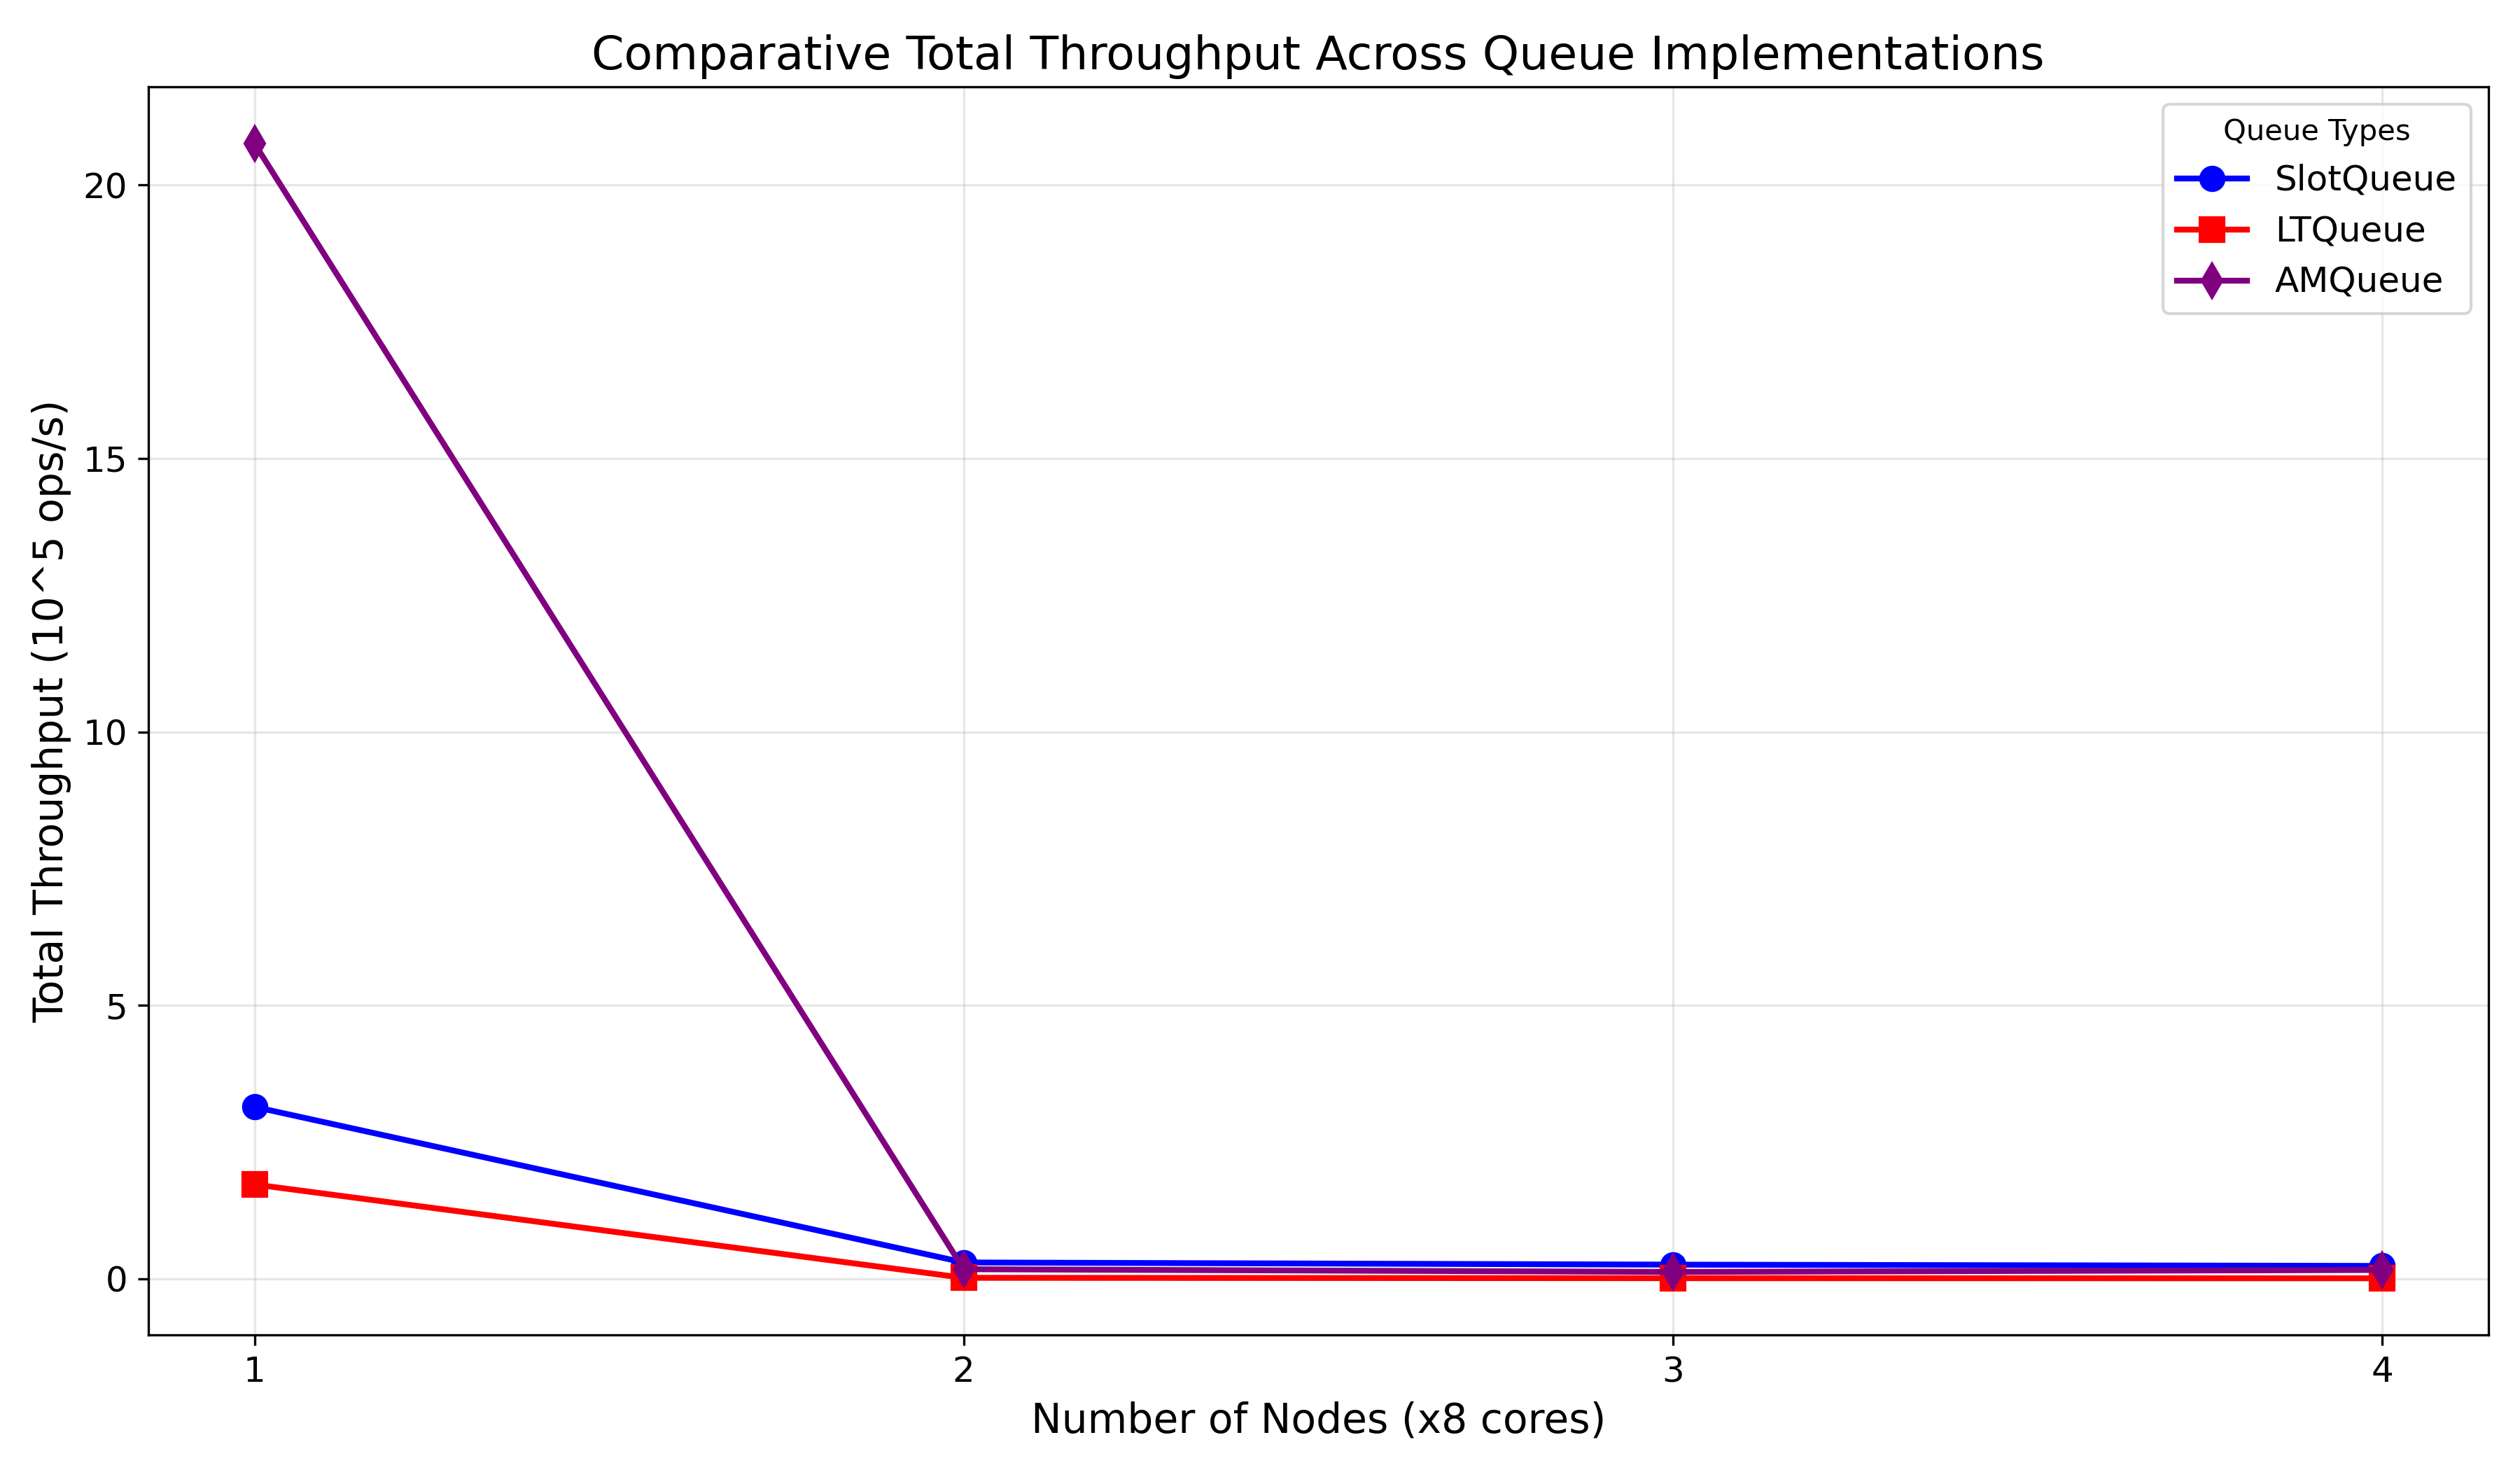 Comparative Total Throughput Across Queue Implementations
Queue Types
SlotQueue
LTQueue
AMQueue
Total Throughput (10^5 ops/s)
20
15
10
5
0
1
2
3
4
Number of Nodes (x8 cores)